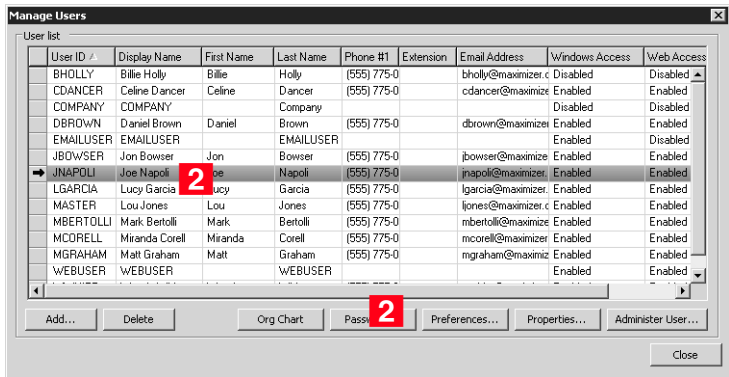 Manage Users
User list
User ID Display Name First Name Last Name Phone #1 Extension Email Address Windows Access Web Access
BHOLLY Billie Holly Billie Holly (555) 775-0 bholly@maximizer.c Disabled Disabled
CDANCER Celine Dancer Celine Dancer (555) 775-0 cdancer@maximize Enabled Enabled
COMPANY COMPANY Company Disabled Disabled
DBROWN Daniel Brown Daniel Brown (555) 775-0 dbrown@maximizer Enabled Enabled
EMAILUSER EMAILUSER EMAILUSER Enabled Disabled
JBOWSER Jon Bowser Jon Bowser (555) 775-0 jbowser@maximize Enabled Enabled
JNAPOLI Joe Napoli 2 oe Napoli (555) 775-0 jnapoli@maximizer. Enabled Enabled
LGARCIA Lucy Garcia ucy Garcia (555) 775-0 lgarcia@maximizer. Enabled Enabled
MASTER Lou Jones Lou Jones (555) 775-0 ljones@maximizer. Enabled Enabled
MBERTOLLI Mark Bertolli Mark Bertolli (555) 775-0 mbertolli@maximize Enabled Enabled
MCORELL Miranda Corell Miranda Corell (555) 775-0 mcorell@maximizer Enabled Enabled
MGRAHAM Matt Graham Matt Graham (555) 775-0 mgraham@maximiz Enabled Enabled
WEBUSER WEBUSER WEBUSER Enabled Enabled
Add... Delete Org Chart Passw 2 Preferences... Properties... Administer User...
Close